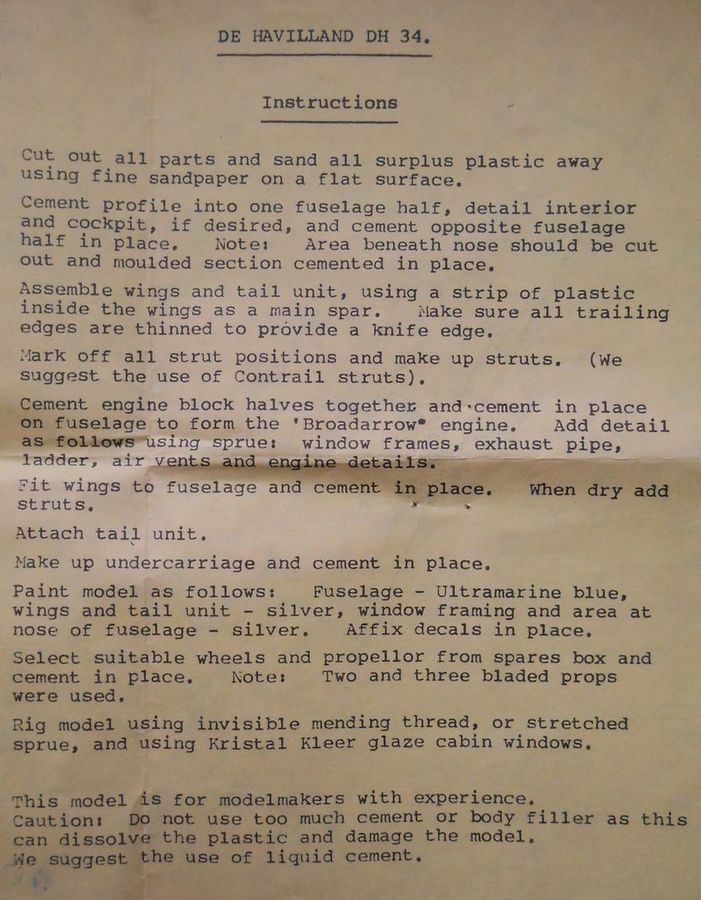 DE HAVILLAND DH 34.
Instructions
Cut out all parts and sand all surplus plastic away
using fine sandpaper on a flat surface.
Cement profile into one fuselage half, detail interior
and cockpit, if desired, and cement opposite fuselage
half in place. Note: Area beneath nose should be cut
out and moulded section cemented in place.
Assemble wings and tail unit, using a strip of plastic
inside the wings as a main spar. Make sure all trailing
edges are thinned to provide a knife edge.
Mark off all strut positions and make up struts. (We
suggest the use of Contrail struts).
Cement engine block halves together and cement in place
on fuselage to form the 'Broadarrow" engine. Add detail
as follows using sprue: window frames, exhaust pipe,
ladder, air vents and engine details.
Fit wings to fuselage and cement in place. When dry add
struts.
Attach tail unit.
Make up undercarriage and cement in place.
Paint model as follows: Fuselage - Ultramarine blue,
wings and tail unit - silver, window framing and area at
nose of fuselage - silver. Affix decals in place.
Select suitable wheels and propellor from spares box and
cement in place. Note: Two and three bladed props
were used.
Rig model using invisible mending thread, or stretched
sprue, and using Kristal Kleer glaze cabin windows.
This model is for modelmakers with experience.
Caution: Do not use too much cement or body filler as this
can dissolve the plastic and damage the model.
We suggest the use of liquid cement.